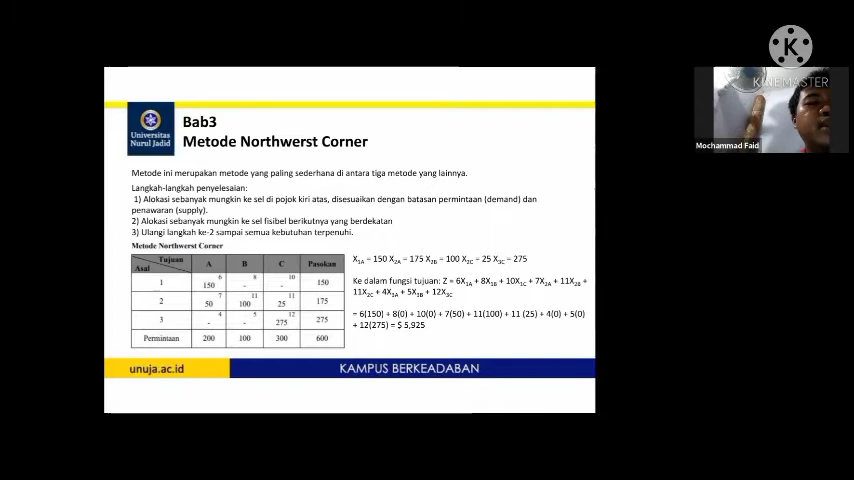 K
KINEMASTER
Mochammad Faid
Universitas
Nurul Jadid
Bab3
Metode Northwerst Corner
Metode ini merupakan metode yang paling sederhana di antara tiga metode yang lainnya.
Langkah-langkah penyelesaian:
1) Alokasi sebanyak mungkin ke sel di pojok kiri atas, disesuaikan dengan batasan permintaan (demand) dan
penawaran (supply).
2) Alokasi sebanyak mungkin ke sel fisibel berikutnya yang berdekatan
3) Ulangi langkah ke-2 sampai semua kebutuhan terpenuhi.
Metode Northwest Corner
Tujuan Asal A B C Pasokan
1 150 6 - 8 - 10 150
2 50 7 100 11 25 11 175
3 - 4 - 5 275 12 275
Permintaan 200 100 300 600
X1A = 150 X2A = 175 X2B = 100 X2C = 25 X3C = 275
Ke dalam fungsi tujuan: Z = 6X1A + 8X1B + 10X1C + 7X2A + 11X2B +
11X2C + 4X3A + 5X3B + 12X3C
= 6(150) + 8(0) + 10(0) + 7(50) + 11(100) + 11 (25) + 4(0) + 5(0)
+ 12(275) = $ 5,925
unuja.ac.id
KAMPUS BERKEADABAN